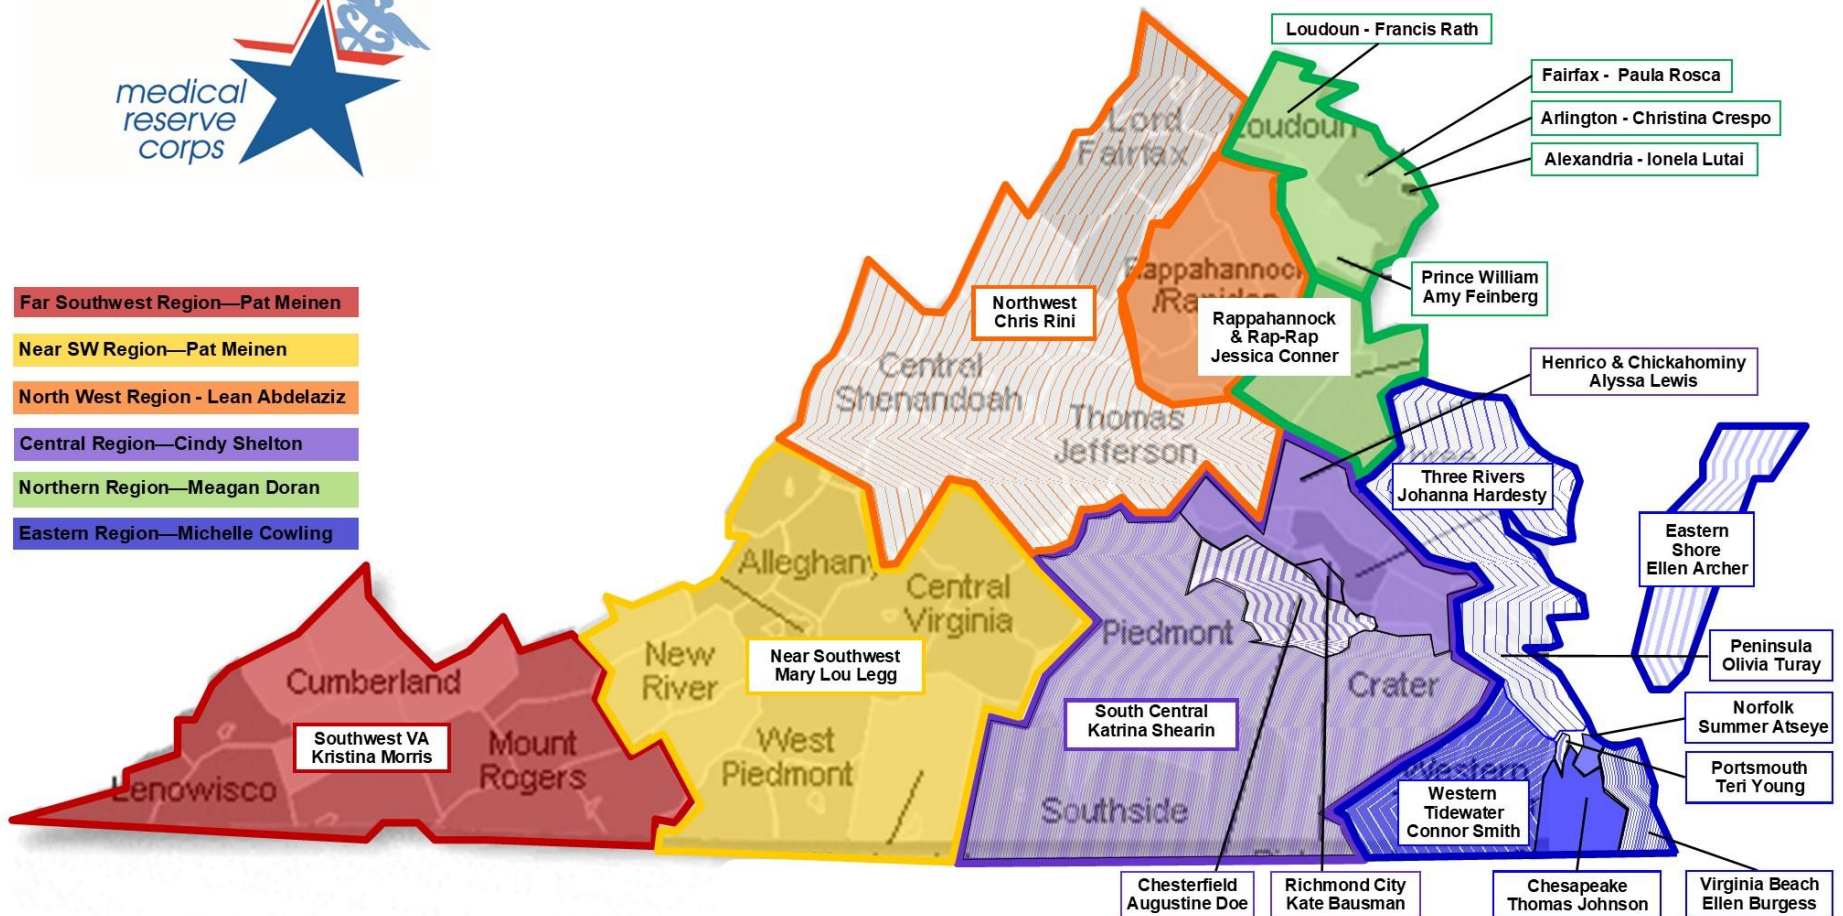 medical
reserve
corps
Far Southwest Region—Pat Meinen
Near SW Region—Pat Meinen
North West Region - Lean Abdelaziz
Central Region—Cindy Shelton
Northern Region—Meagan Doran
Eastern Region—Michelle Cowling
Loudoun - Francis Rath
Fairfax -  Paula Rosca
Arlington - Christina Crespo
Alexandria - Ionela Lutai
Prince William
Amy Feinberg
Henrico & Chickahominy
Alyssa Lewis
Lord
Fairfax
Loudoun
Northwest
Chris Rini
Rappahannock
& Rap-Rap
Jessica Conner
Central
Shenandoah
Thomas
Jefferson
Three
Three Rivers
Johanna Hardesty
Eastern
Shore
Ellen Archer
Alleghany
Central
Virginia
New
River
Near Southwest
Mary Lou Legg
West
Piedmont
Cumberland
Southwest VA
Kristina Morris
Mount
Rogers
Lenowisco
Piedmont
Crater
South Central
Katrina Shearin
Southside
Peninsula
Olivia Turay
Norfolk
Summer Atseye
Portsmouth
Teri Young
Western
Western
Tidewater
Connor Smith
Chesterfield
Augustine Doe
Richmond City
Kate Bausman
Chesapeake
Thomas Johnson
Virginia Beach
Ellen Burgess